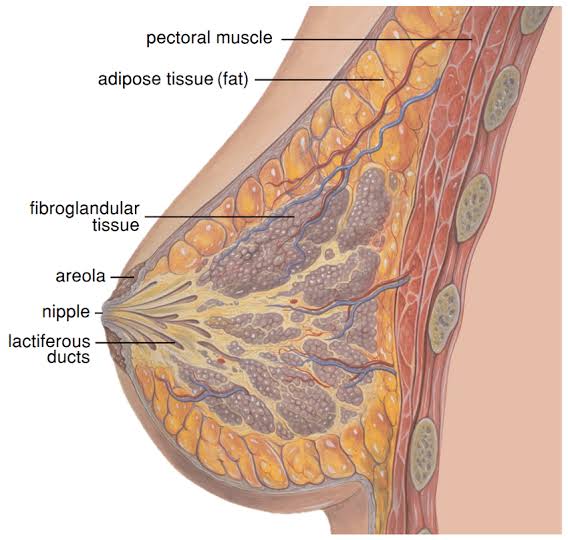 pectoral muscle
adipose tissue (fat)
fibroglandular
tissue
areola
nipple
lactiferous
ducts